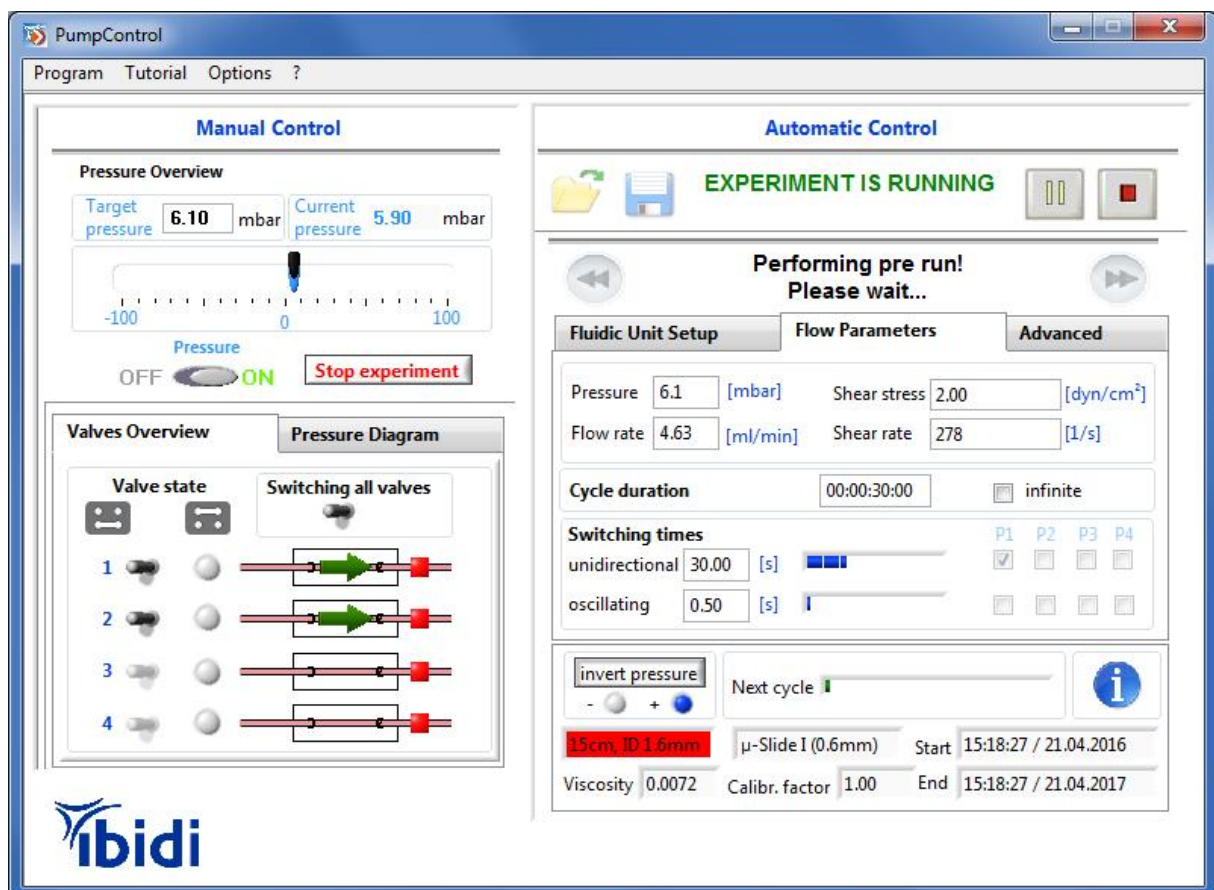 PumpControl
Program Tutorial Options ?
Manual Control
Pressure Overview
Target pressure 6.10 mbar Current pressure 5.90 mbar
-100 0 100
Pressure
OFF ON Stop experiment
Valves Overview Pressure Diagram
Valve state Switching all valves
1
2
3
4
ibidi
Automatic Control
EXPERIMENT IS RUNNING
Performing pre run!
Please wait...
Fluidic Unit Setup Flow Parameters Advanced
Pressure 6.1 [mbar] Shear stress 2.00 [dyn/cm²]
Flow rate 4.63 [ml/min] Shear rate 278 [1/s]
Cycle duration 00:00:30:00 infinite
Switching times P1 P2 P3 P4
unidirectional 30.00 [s]
oscillating 0.50 [s]
invert pressure Next cycle i
- +
15cm, ID 1.6mm µ-Slide I (0.6mm) Start 15:18:27 / 21.04.2016
Viscosity 0.0072 Calibr. factor 1.00 End 15:18:27 / 21.04.2017